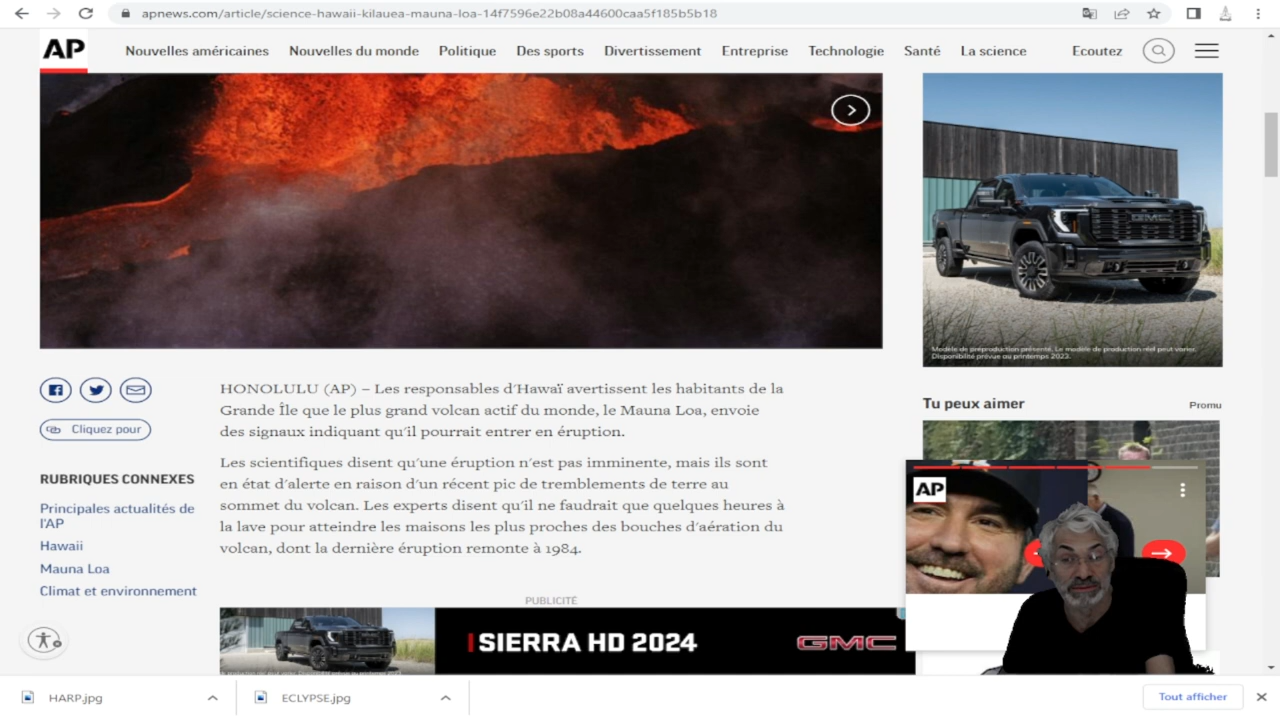 apnews.com/article/science-hawaii-kilauea-mauna-loa-14f7596e22b08a44600caa5f185b5b18
AP
Nouvelles américaines Nouvelles du monde Politique Des sports Divertissement Entreprise Technologie Santé La science Ecoutez
GMC
Modèle de préproduction présenté. Le modèle de production réel peut varier.
Disponibilité prévue au printemps 2023.
Cliquez pour
RUBRIQUES CONNEXES
Principales actualités de
l'AP
Hawaii
Mauna Loa
Climat et environnement
HONOLULU (AP) – Les responsables d'Hawaï avertissent les habitants de la
Grande Île que le plus grand volcan actif du monde, le Mauna Loa, envoie
des signaux indiquant qu'il pourrait entrer en éruption.
Les scientifiques disent qu'une éruption n'est pas imminente, mais ils sont
en état d'alerte en raison d'un récent pic de tremblements de terre au
sommet du volcan. Les experts disent qu'il ne faudrait que quelques heures à
la lave pour atteindre les maisons les plus proches des bouches d'aération du
volcan, dont la dernière éruption remonte à 1984.
Tu peux aimer Promu
AP
PUBLICITÉ
SIERRA HD 2024 GMC
HARP.jpg ECLYPSE.jpg Tout afficher